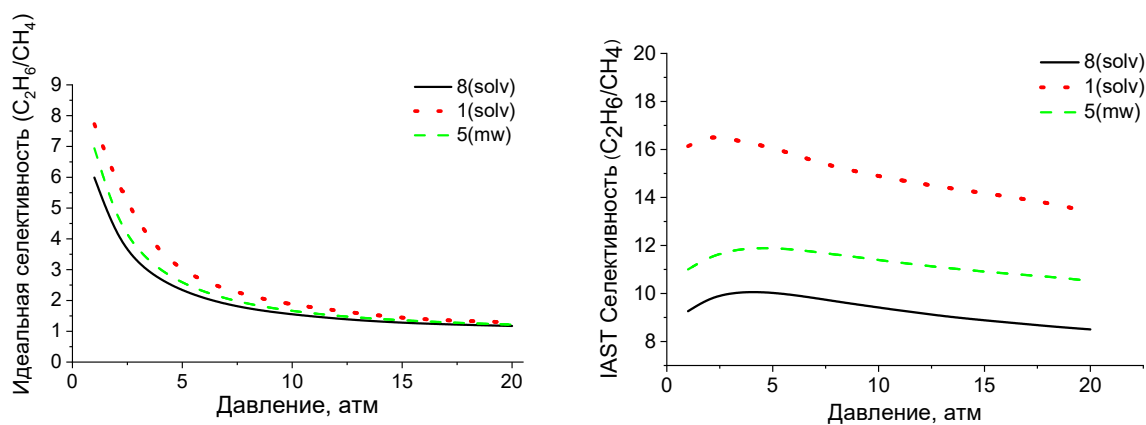 Идеальная селективность (C₂H₆/CH₄)
9
8
7
6
5
4
3
2
1
0
0 5 10 15 20
Давление, атм
8(solv)
1(solv)
5(mw)
IAST Селективность (C₂H₆/CH₄)
20
18
16
14
12
10
8
0 5 10 15 20
Давление, атм
8(solv)
1(solv)
5(mw)